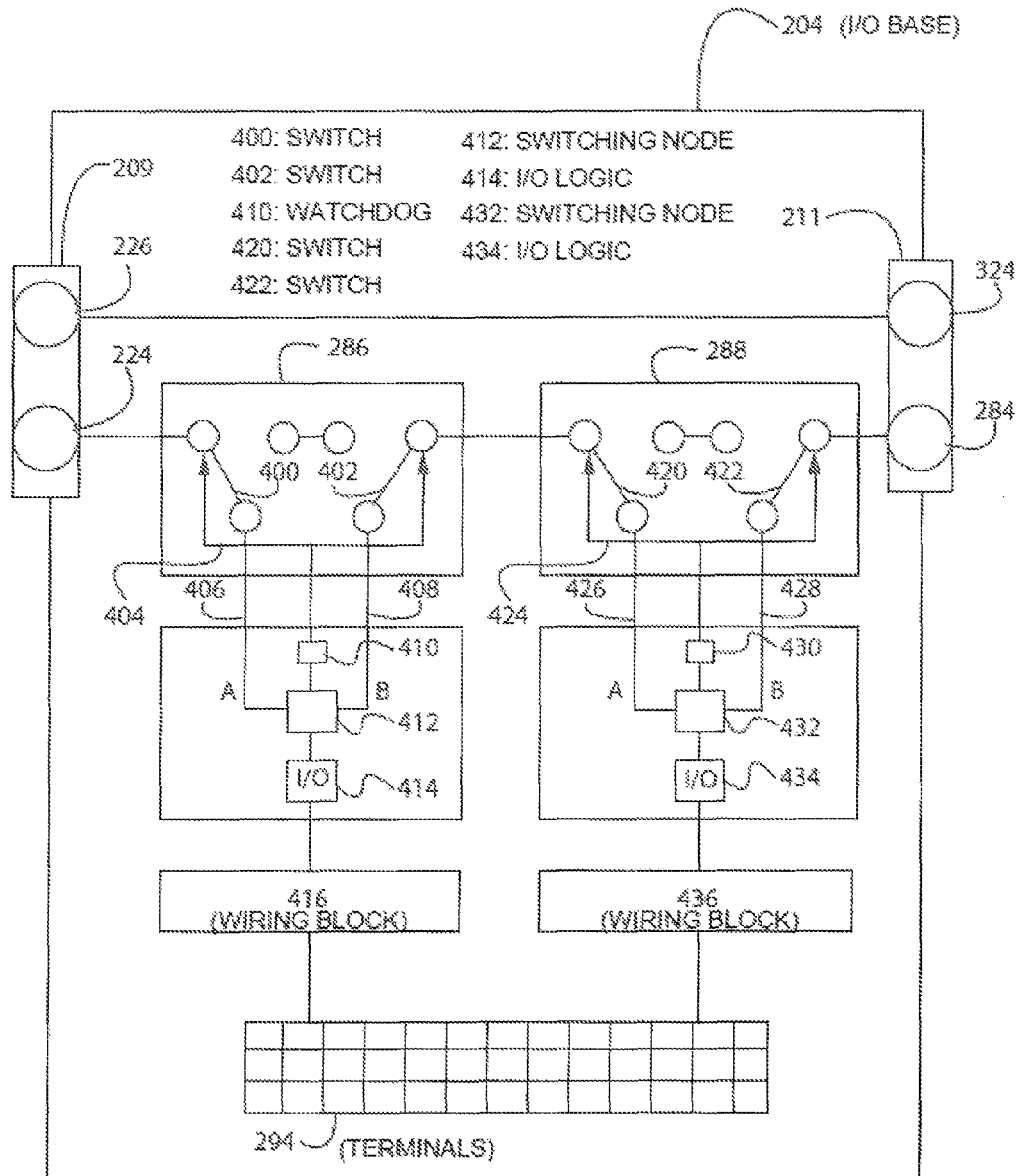 204 (I/O BASE)
400: SWITCH
402: SWITCH
410: WATCHDOG
420: SWITCH
422: SWITCH
412: SWITCHING NODE
414: I/O LOGIC
432: SWITCHING NODE
434: I/O LOGIC
209
226
224
211
324
284
286
288
400
402
420
422
404
406
408
424
426
428
410
430
A
B
A
B
412
432
I/O
414
I/O
434
416
(WIRING BLOCK)
436
(WIRING BLOCK)
294
(TERMINALS)